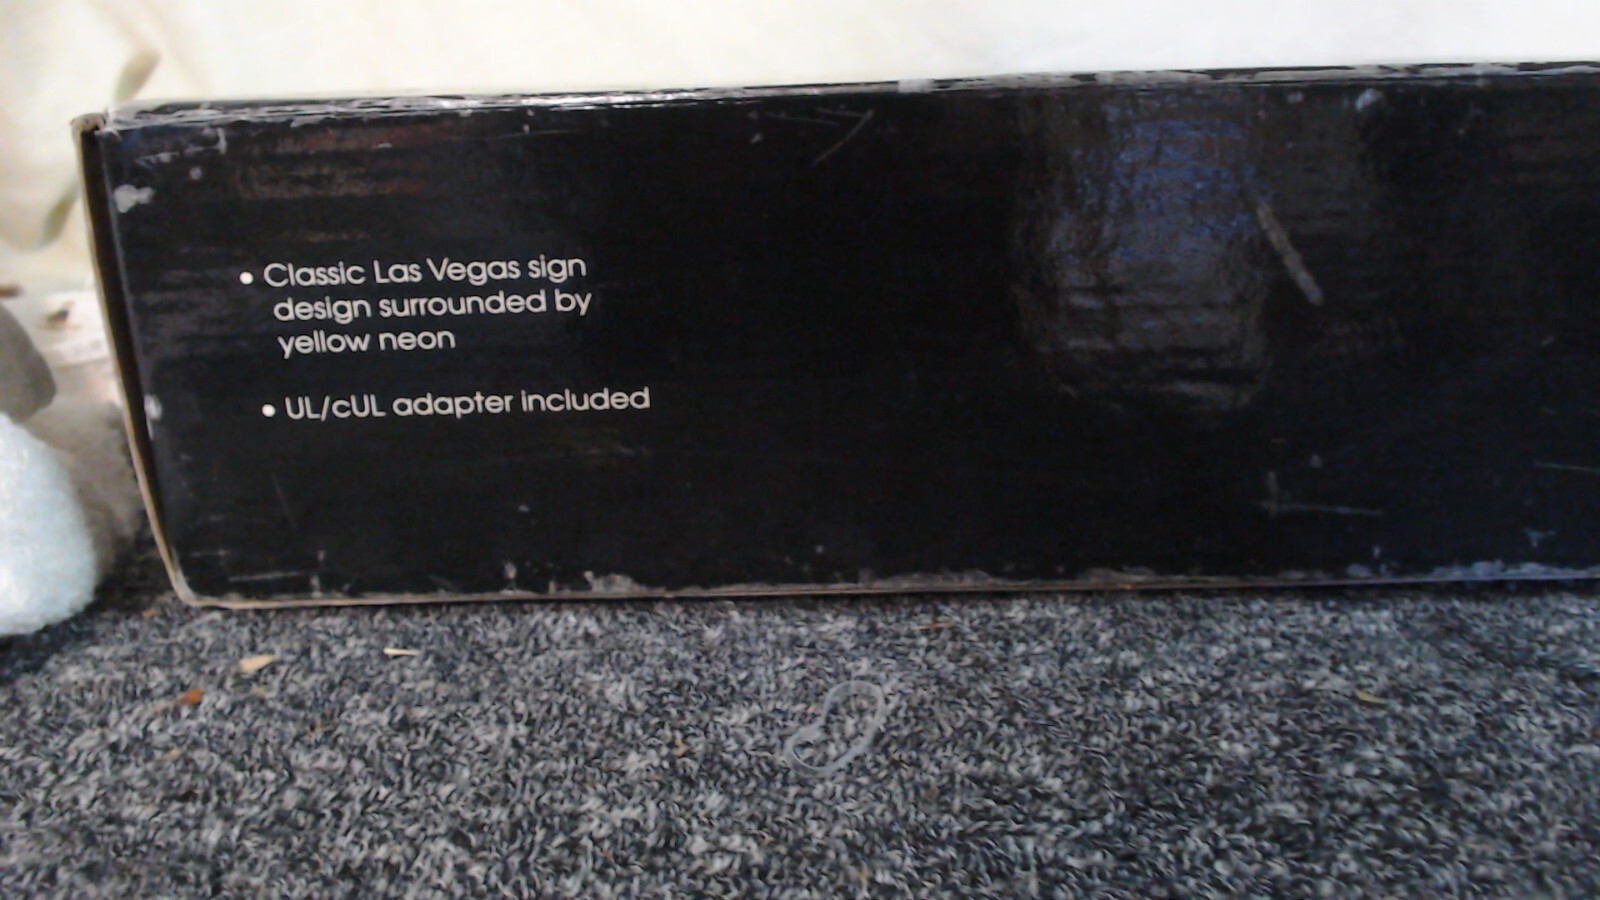 • Classic Las Vegas sign
design surrounded by
yellow neon
• UL/cUL adapter included